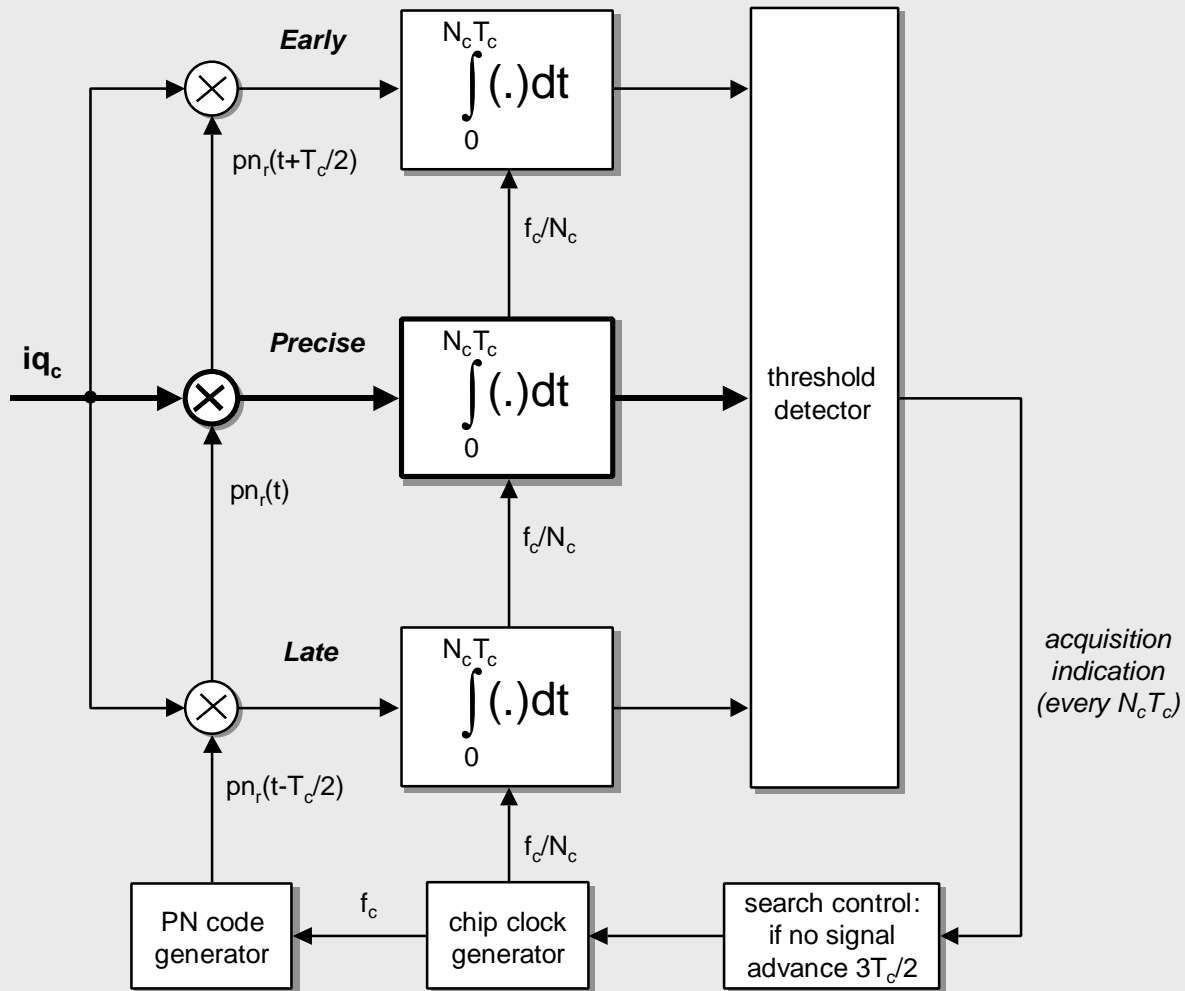 Early
N_cT_c
∫(.)dt
0
pn_r(t+T_c/2)
f_c/N_c
iq_c
Precise
N_cT_c
∫(.)dt
0
threshold
detector
pn_r(t)
f_c/N_c
Late
N_cT_c
∫(.)dt
0
acquisition
indication
(every N_cT_c)
pn_r(t-T_c/2)
f_c/N_c
PN code
generator
f_c
chip clock
generator
search control:
if no signal
advance 3T_c/2